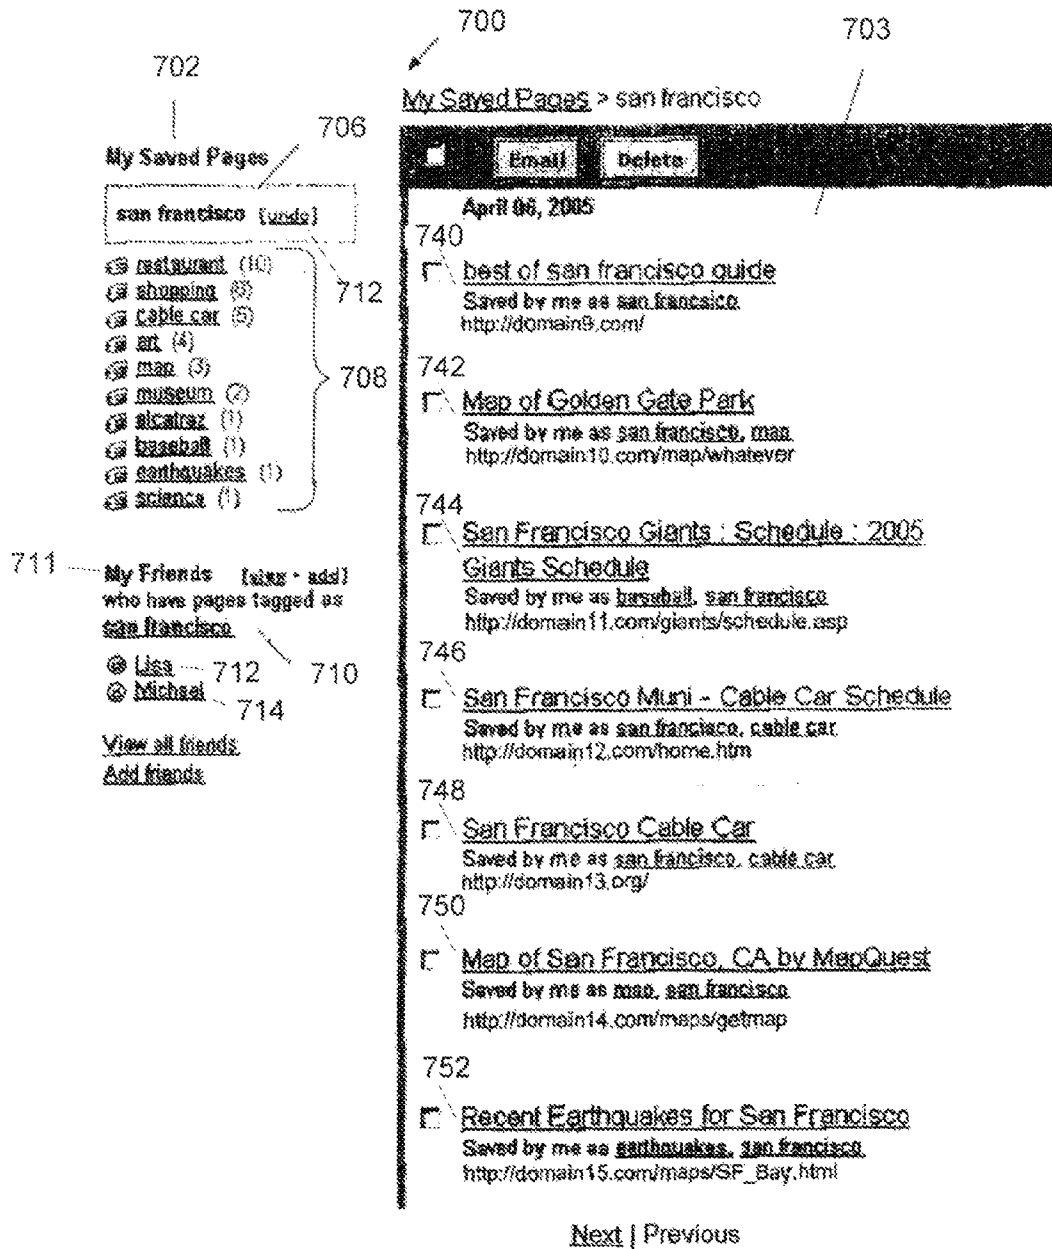 700
703
702
My Saved Pages > san francisco
706
My Saved Pages
Email Delete
san francisco [undo]
April 06, 2005
740
restaurant (10)
best of san francisco guide
shopping
712
Saved by me as san francsico
cable car (5)
http://domain9.com/
art (4)
map (3)
742
708
museum (2)
Map of Golden Gate Park
alcatraz (1)
Saved by me as san francisco, map
baseball (1)
http://domain10.com/map/whatever
earthquakes (1)
science (1)
744
San Francisco Giants : Schedule : 2005
Giants Schedule
711
My Friends [view - add]
Saved by me as baseball, san francisco
who have pages tagged as
http://domain11.com/giants/schedule.asp
san francisco
746
Lisa
712
710
Michael
714
San Francisco Muni - Cable Car Schedule
Saved by me as san francisco, cable car
View all friends
http://domain12.com/home.htm
Add friends
748
San Francisco Cable Car
Saved by me as san francisco, cable car
http://domain13.org/
750
Map of San Francisco, CA by MapQuest
Saved by me as map, san francisco
http://domain14.com/maps/getmap
752
Recent Earthquakes for San Francisco
Saved by me as earthquakes, san francisco
http://domain15.com/maps/SF_Bay.html
Next | Previous